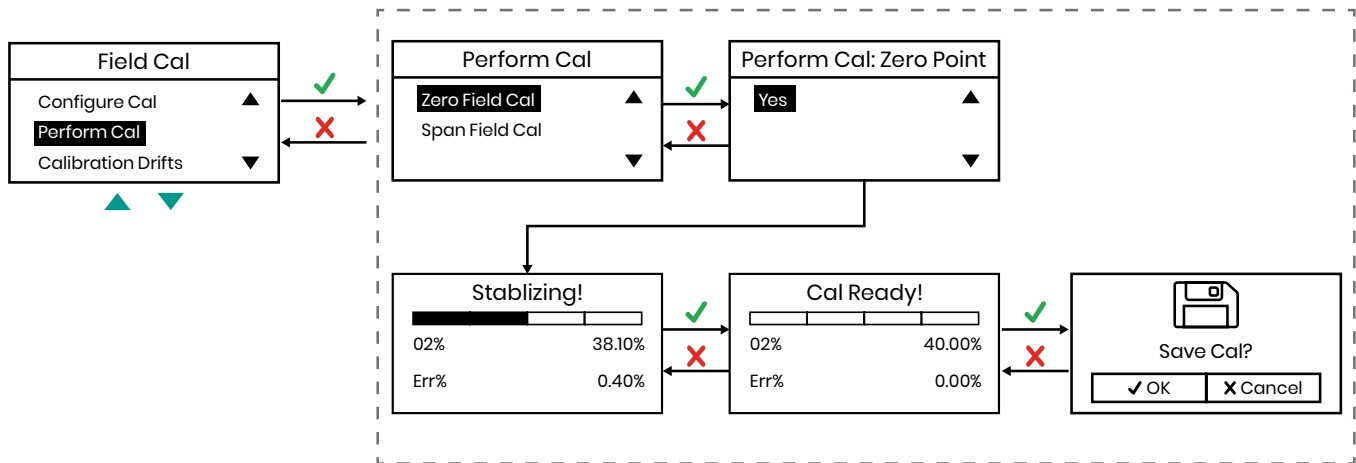 Field Cal
Configure Cal
Perform Cal
Calibration Drifts
Perform Cal
Zero Field Cal
Span Field Cal
Perform Cal: Zero Point
Yes
Stablizing!
02% 38.10%
Err% 0.40%
Cal Ready!
02% 40.00%
Err% 0.00%
Save Cal?
✓ OK ✗ Cancel